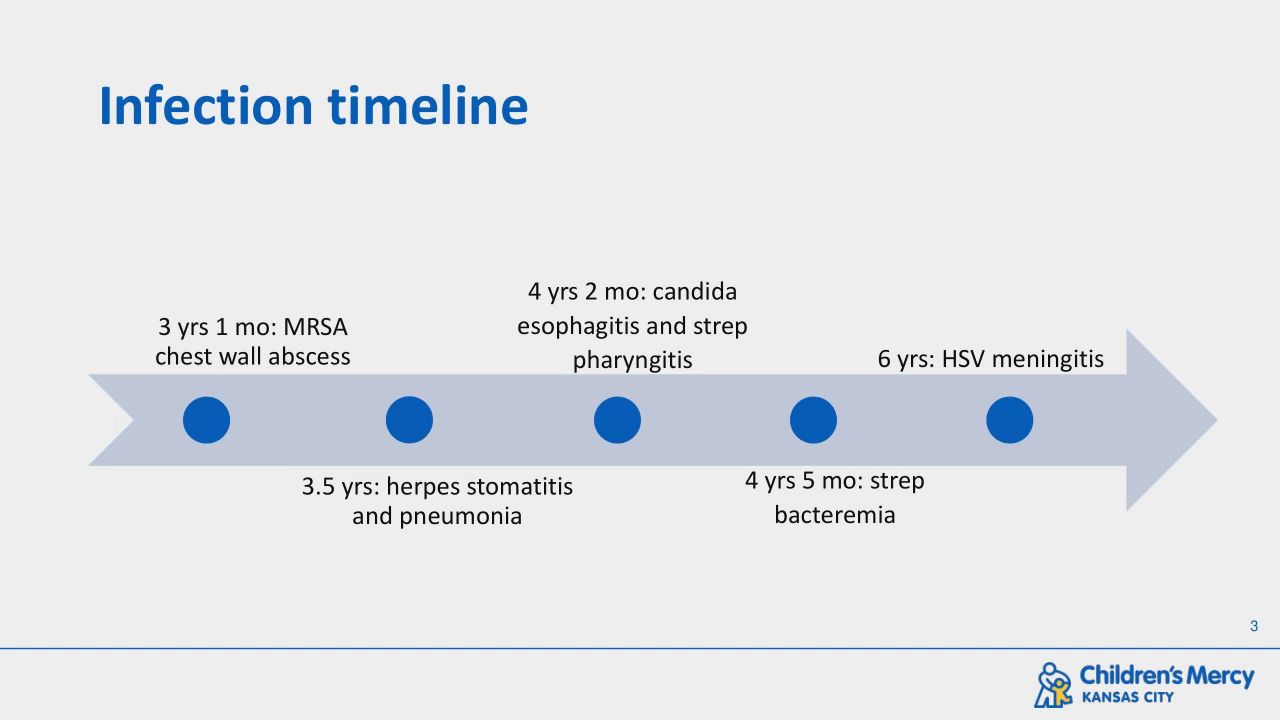 Infection timeline
3 yrs 1 mo: MRSA
chest wall abscess
3.5 yrs: herpes stomatitis
and pneumonia
4 yrs 2 mo: candida
esophagitis and strep
pharyngitis
4 yrs 5 mo: strep
bacteremia
6 yrs: HSV meningitis
3
Children's Mercy
KANSAS CITY